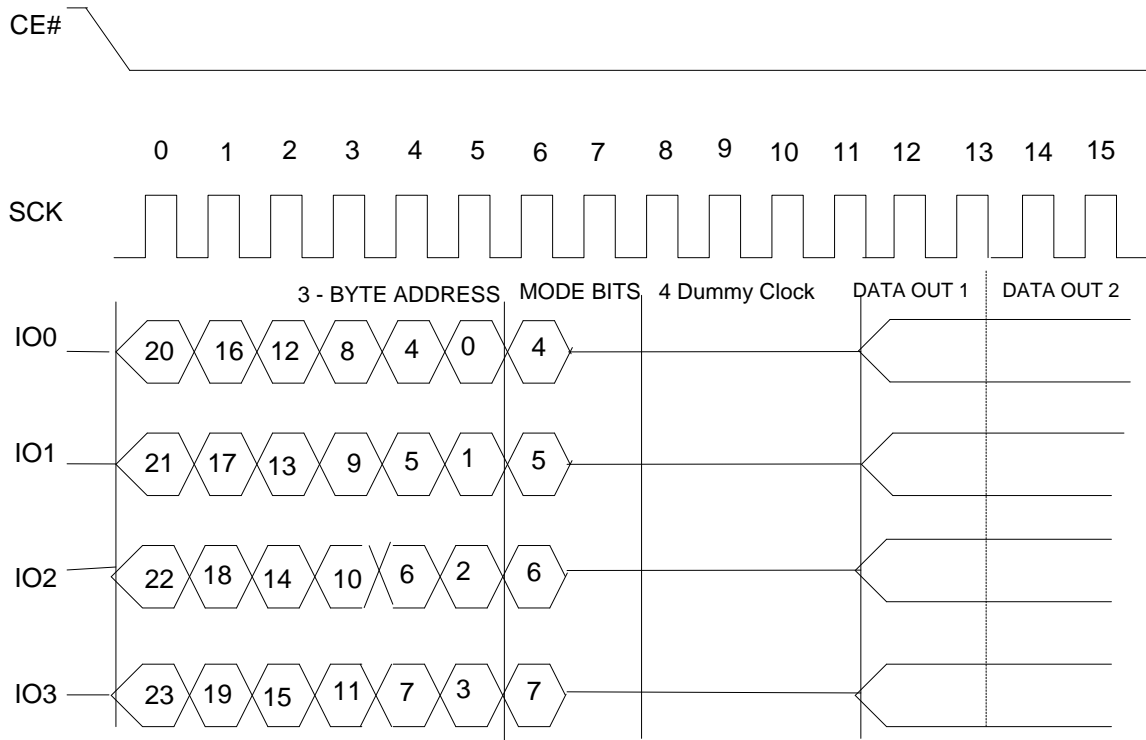 CE#
0 1 2 3 4 5 6 7 8 9 10 11 12 13 14 15
SCK
3 - BYTE ADDRESS MODE BITS 4 Dummy Clock DATA OUT 1 DATA OUT 2
IO0 20 16 12 8 4 0 4
IO1 21 17 13 9 5 1 5
IO2 22 18 14 10 6 2 6
IO3 23 19 15 11 7 3 7